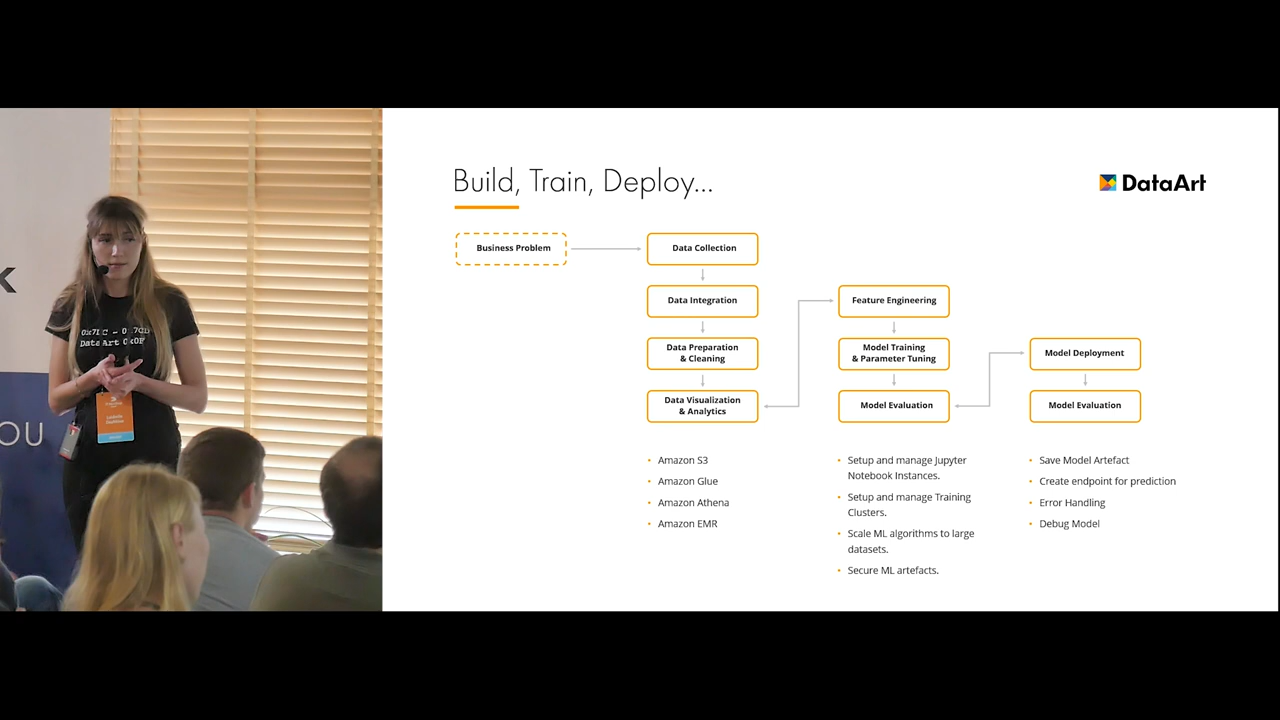 Build, Train, Deploy...
DataArt
Business Problem
Data Collection
Data Integration
Data Preparation
& Cleaning
Data Visualization
& Analytics
Feature Engineering
Model Training
& Parameter Tuning
Model Evaluation
Model Deployment
Model Evaluation
• Amazon S3
• Amazon Glue
• Amazon Athena
• Amazon EMR
• Setup and manage Jupyter
Notebook Instances.
• Setup and manage Training
Clusters.
• Scale ML algorithms to large
datasets.
• Secure ML artefacts.
• Save Model Artefact
• Create endpoint for prediction
• Error Handling
• Debug Model
OU